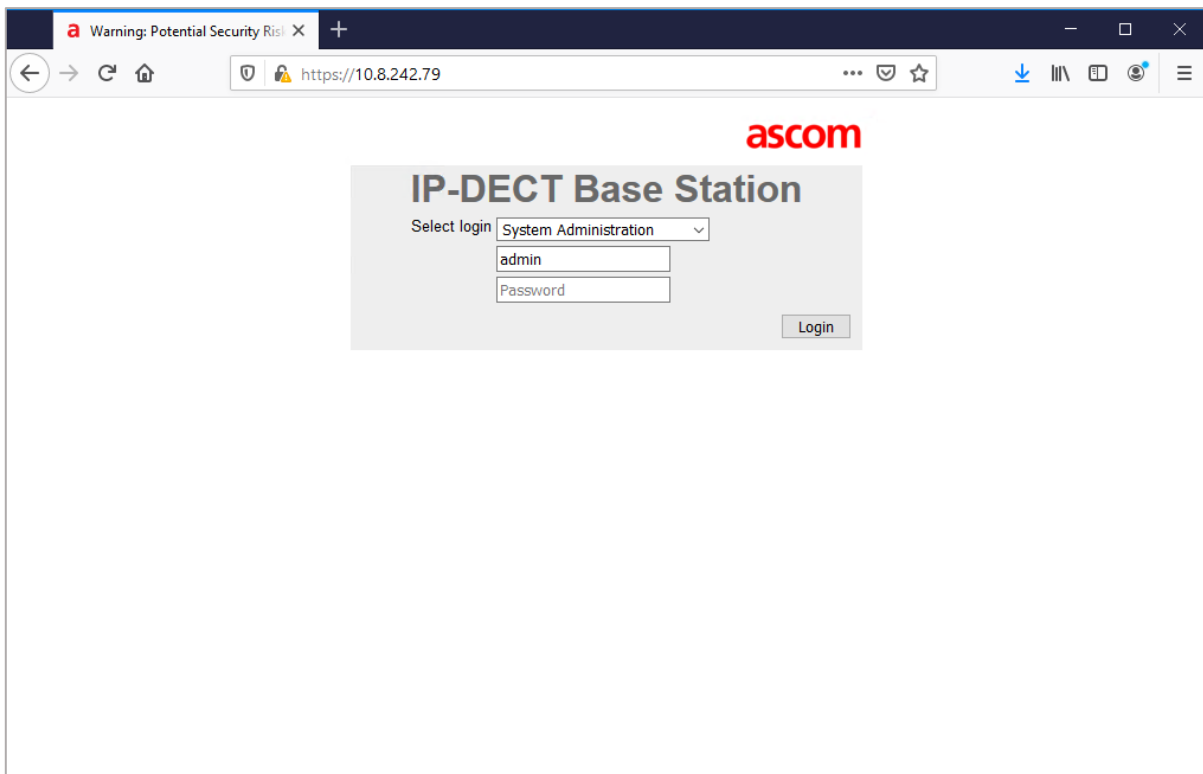 a Warning: Potential Security Ris
https://10.8.242.79
ascom
IP-DECT Base Station
Select login System Administration
admin
Password
Login